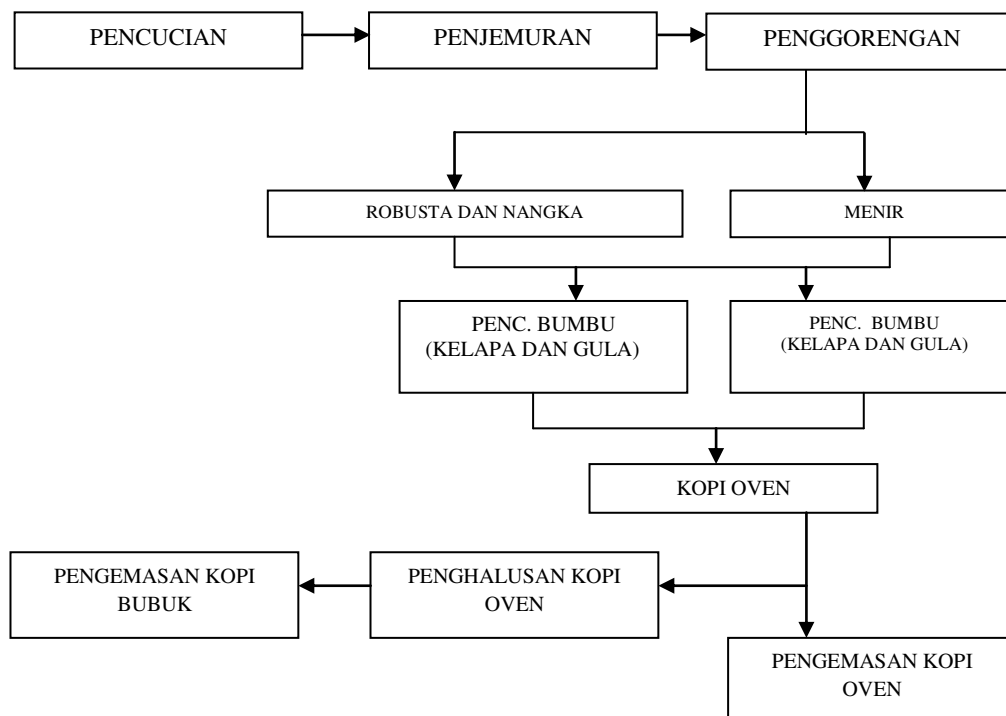 PENCUCIAN
PENJEMURAN
PENGGORENGAN
ROBUSTA DAN NANGKA
MENIR
PENC. BUMBU
(KELAPA DAN GULA)
PENC. BUMBU
(KELAPA DAN GULA)
KOPI OVEN
PENGEMASAN KOPI
BUBUK
PENGHALUSAN KOPI
OVEN
PENGEMASAN KOPI
OVEN